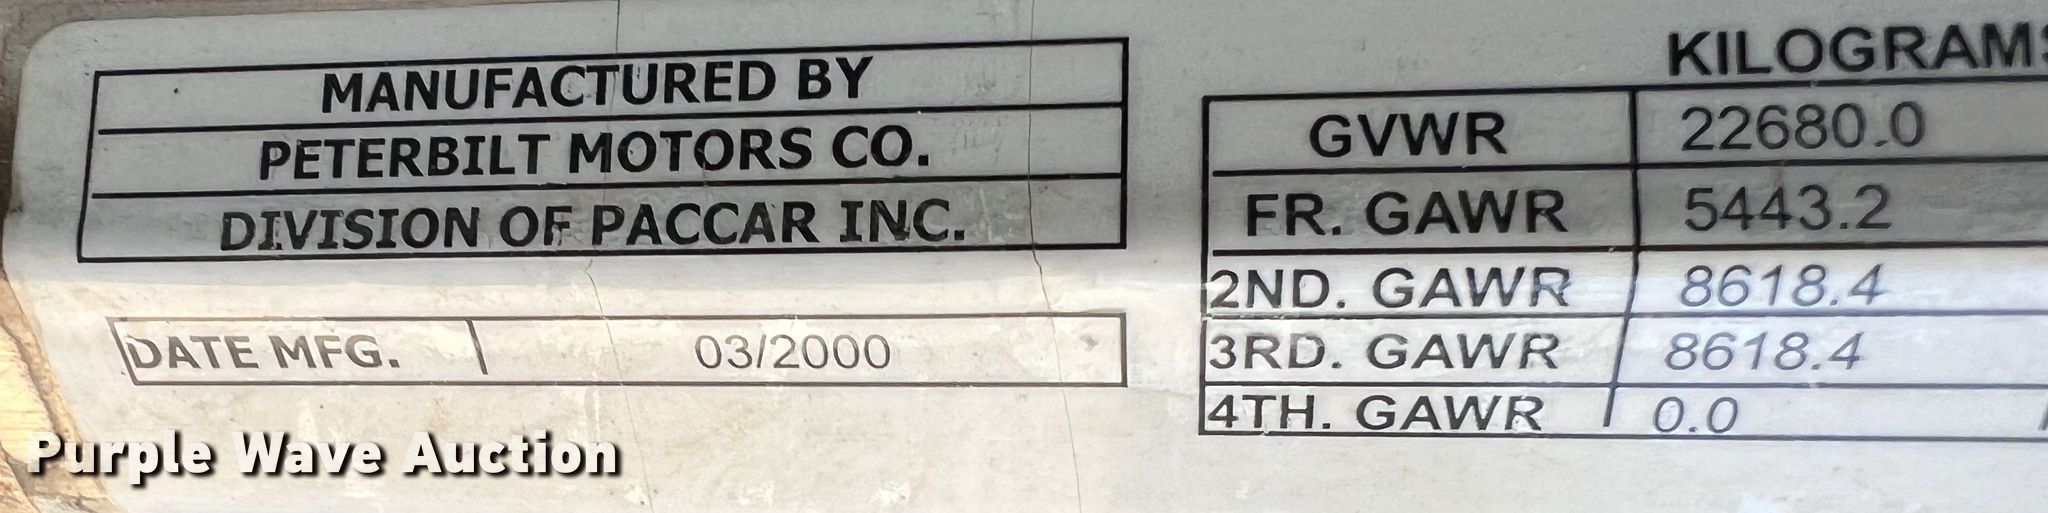 MANUFACTURED BY
PETERBILT MOTORS CO.
DIVISION OF PACCAR INC.
DATE MFG. 03/2000
KILOGRAMS
GVWR 22680.0
FR. GAWR 5443.2
2ND. GAWR 8618.4
3RD. GAWR 8618.4
4TH. GAWR 0.0
Purple Wave Auction